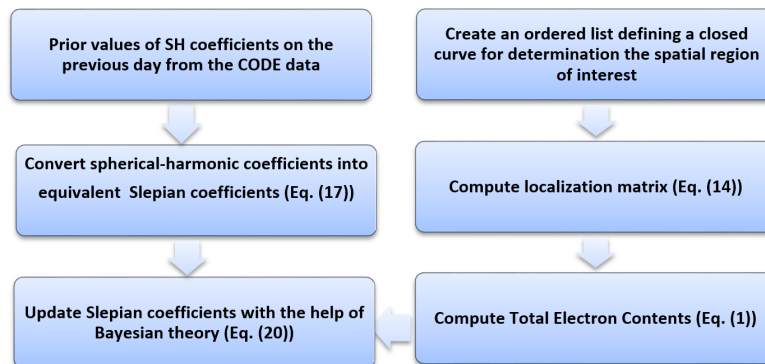 Prior values of SH coefficients on the
previous day from the CODE data
Convert spherical-harmonic coefficients into
equivalent Slepian coefficients (Eq. (17))
Update Slepian coefficients with the help of
Bayesian theory (Eq. (20))
Create an ordered list defining a closed
curve for determination the spatial region
of interest
Compute localization matrix (Eq. (14))
Compute Total Electron Contents (Eq. (1))